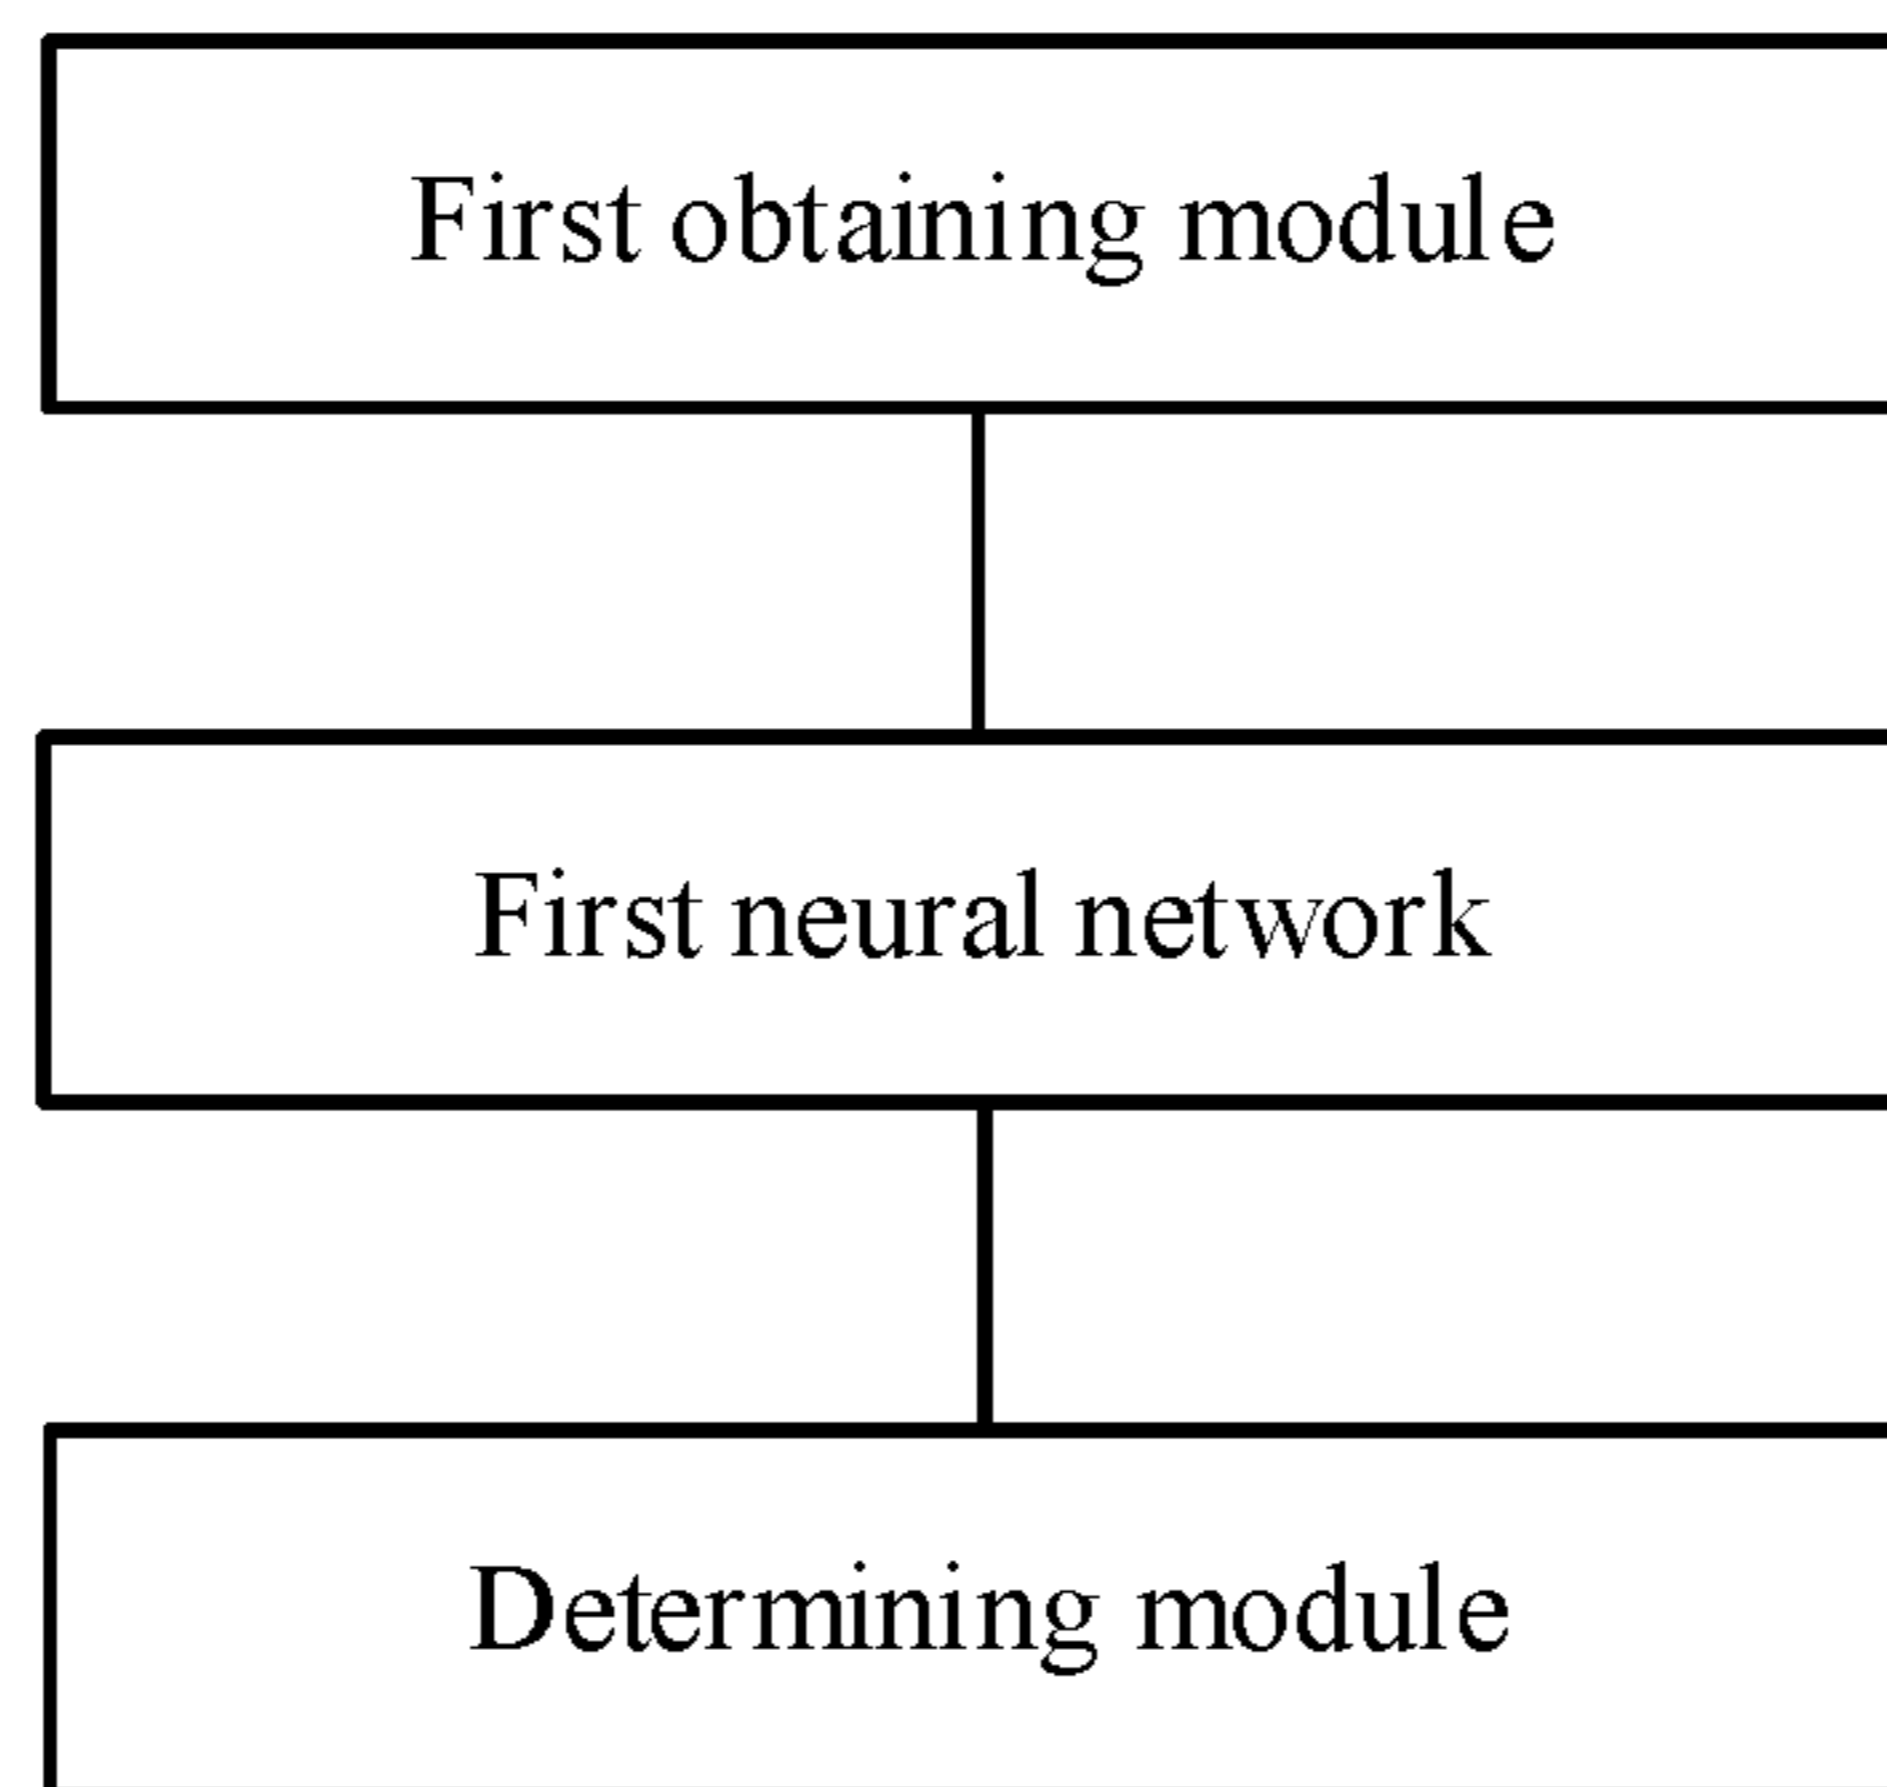 First obtaining module
First neural network
Determining module